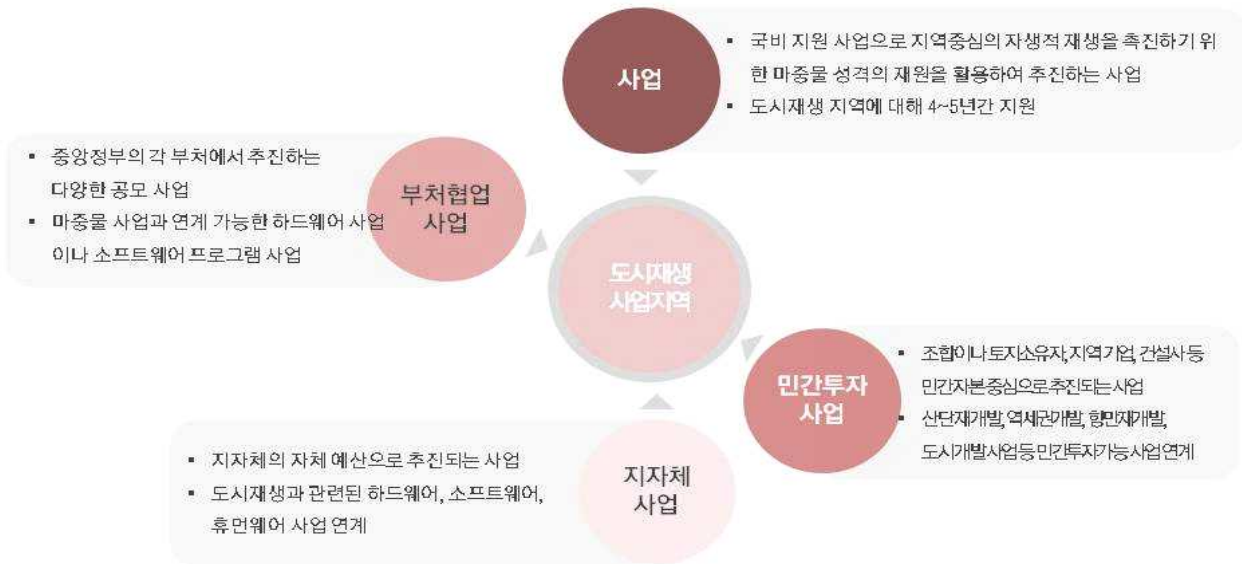 사업
▪ 국비 지원 사업으로 지역중심의 자생적 재생을 촉진하기 위
한 마중물 성격의 재원을 활용하여 추진하는 사업
▪ 도시재생 지역에 대해 4~5년간 지원
부처협업
사업
▪ 중앙정부의 각 부처에서 추진하는
다양한 공모 사업
▪ 마중물 사업과 연계 가능한 하드웨어 사업
이나 소프트웨어 프로그램 사업
도시재생
사업지역
민간투자
사업
▪ 조합이나 토지소유자, 지역 기업, 건설사 등
민간자본 중심으로 추진되는 사업
▪ 산단재개발, 역세권개발, 항만재개발,
도시개발사업 등 민간투자가능 사업 연계
지자체
사업
▪ 지자체의 자체 예산으로 추진되는 사업
▪ 도시재생과 관련된 하드웨어, 소프트웨어,
휴먼웨어 사업 연계